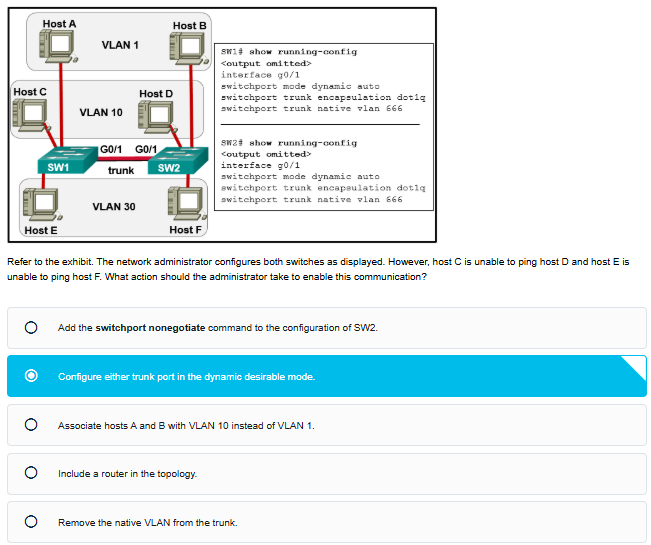 Host A
Host B
VLAN 1
Host C
Host D
VLAN 10
G0/1 G0/1
SW1
trunk
SW2
VLAN 30
Host E
Host F
SW1# show running-config
<output omitted>
interface g0/1
switchport mode dynamic auto
switchport trunk encapsulation dot1q
switchport trunk native vlan 666
SW2# show running-config
<output omitted>
interface g0/1
switchport mode dynamic auto
switchport trunk encapsulation dot1q
switchport trunk native vlan 666
Refer to the exhibit. The network administrator configures both switches as displayed. However, host C is unable to ping host D and host E is
unable to ping host F. What action should the administrator take to enable this communication?
Add the switchport nonegotiate command to the configuration of SW2.
Configure either trunk port in the dynamic desirable mode.
Associate hosts A and B with VLAN 10 instead of VLAN 1.
Include a router in the topology.
Remove the native VLAN from the trunk.